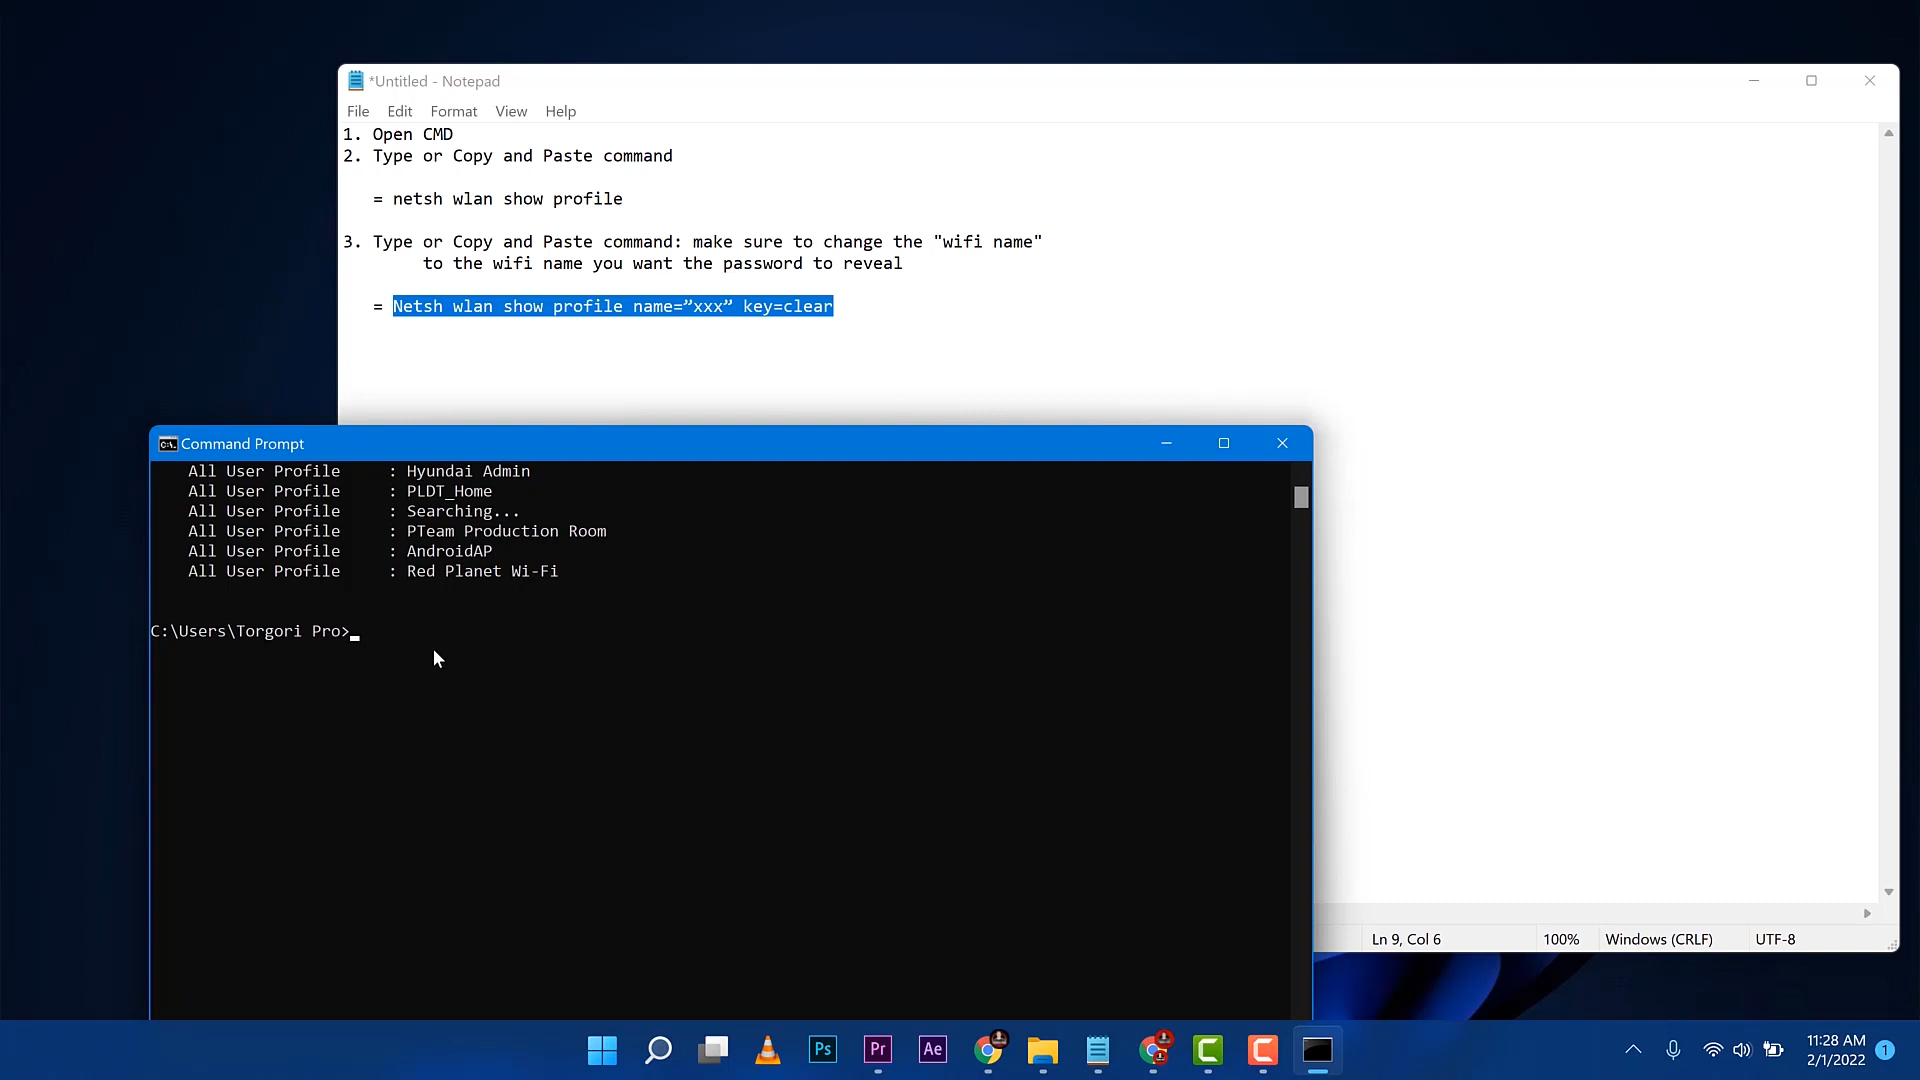 *Untitled - Notepad
File Edit Format View Help
1. Open CMD
2. Type or Copy and Paste command
= netsh wlan show profile
3. Type or Copy and Paste command: make sure to change the "wifi name"
to the wifi name you want the password to reveal
= Netsh wlan show profile name=”xxx” key=clear
Command Prompt
All User Profile : Hyundai Admin
All User Profile : PLDT_Home
All User Profile : Searching...
All User Profile : PTeam Production Room
All User Profile : AndroidAP
All User Profile : Red Planet Wi-Fi
C:\Users\Torgori Pro>
Ln 9, Col 6 100% Windows (CRLF) UTF-8
Ps Pr Ae
11:28 AM
2/1/2022
1